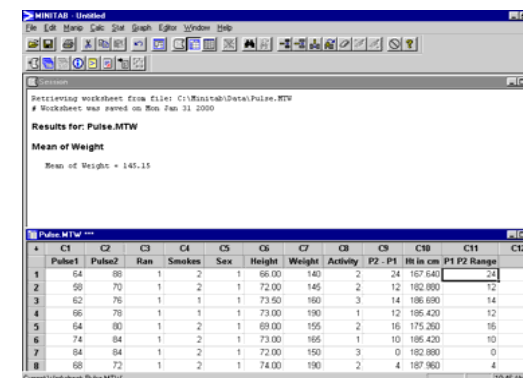 MINITAB - Untitled
File Edit Manip Calc Stat Graph Editor Window Help
Session
Retrieving worksheet from file: C:\Minitab\Data\Pulse.MTW
# Worksheet was saved on Mon Jan 31 2000
Results for: Pulse.MTW
Mean of Weight
Mean of Weight = 145.15
Pulse.MTW ***
C1 C2 C3 C4 C5 C6 C7 C8 C9 C10 C11 C12
Pulse1 Pulse2 Ran Smokes Sex Height Weight Activity P2 - P1 Ht in cm P1 P2 Range
1 64 88 1 2 1 66.00 140 2 24 167.640 24
2 58 70 1 2 1 72.00 145 2 12 182.880 12
3 62 76 1 1 1 73.50 160 3 14 186.690 14
4 66 78 1 1 1 73.00 190 1 12 185.420 12
5 64 80 1 2 1 69.00 155 2 16 175.260 16
6 74 84 1 2 1 73.00 165 1 10 185.420 10
7 84 84 1 2 1 72.00 150 3 0 182.880 0
8 68 72 1 2 1 74.00 190 2 4 187.960 4
Current Worksheet: Pulse.MTW